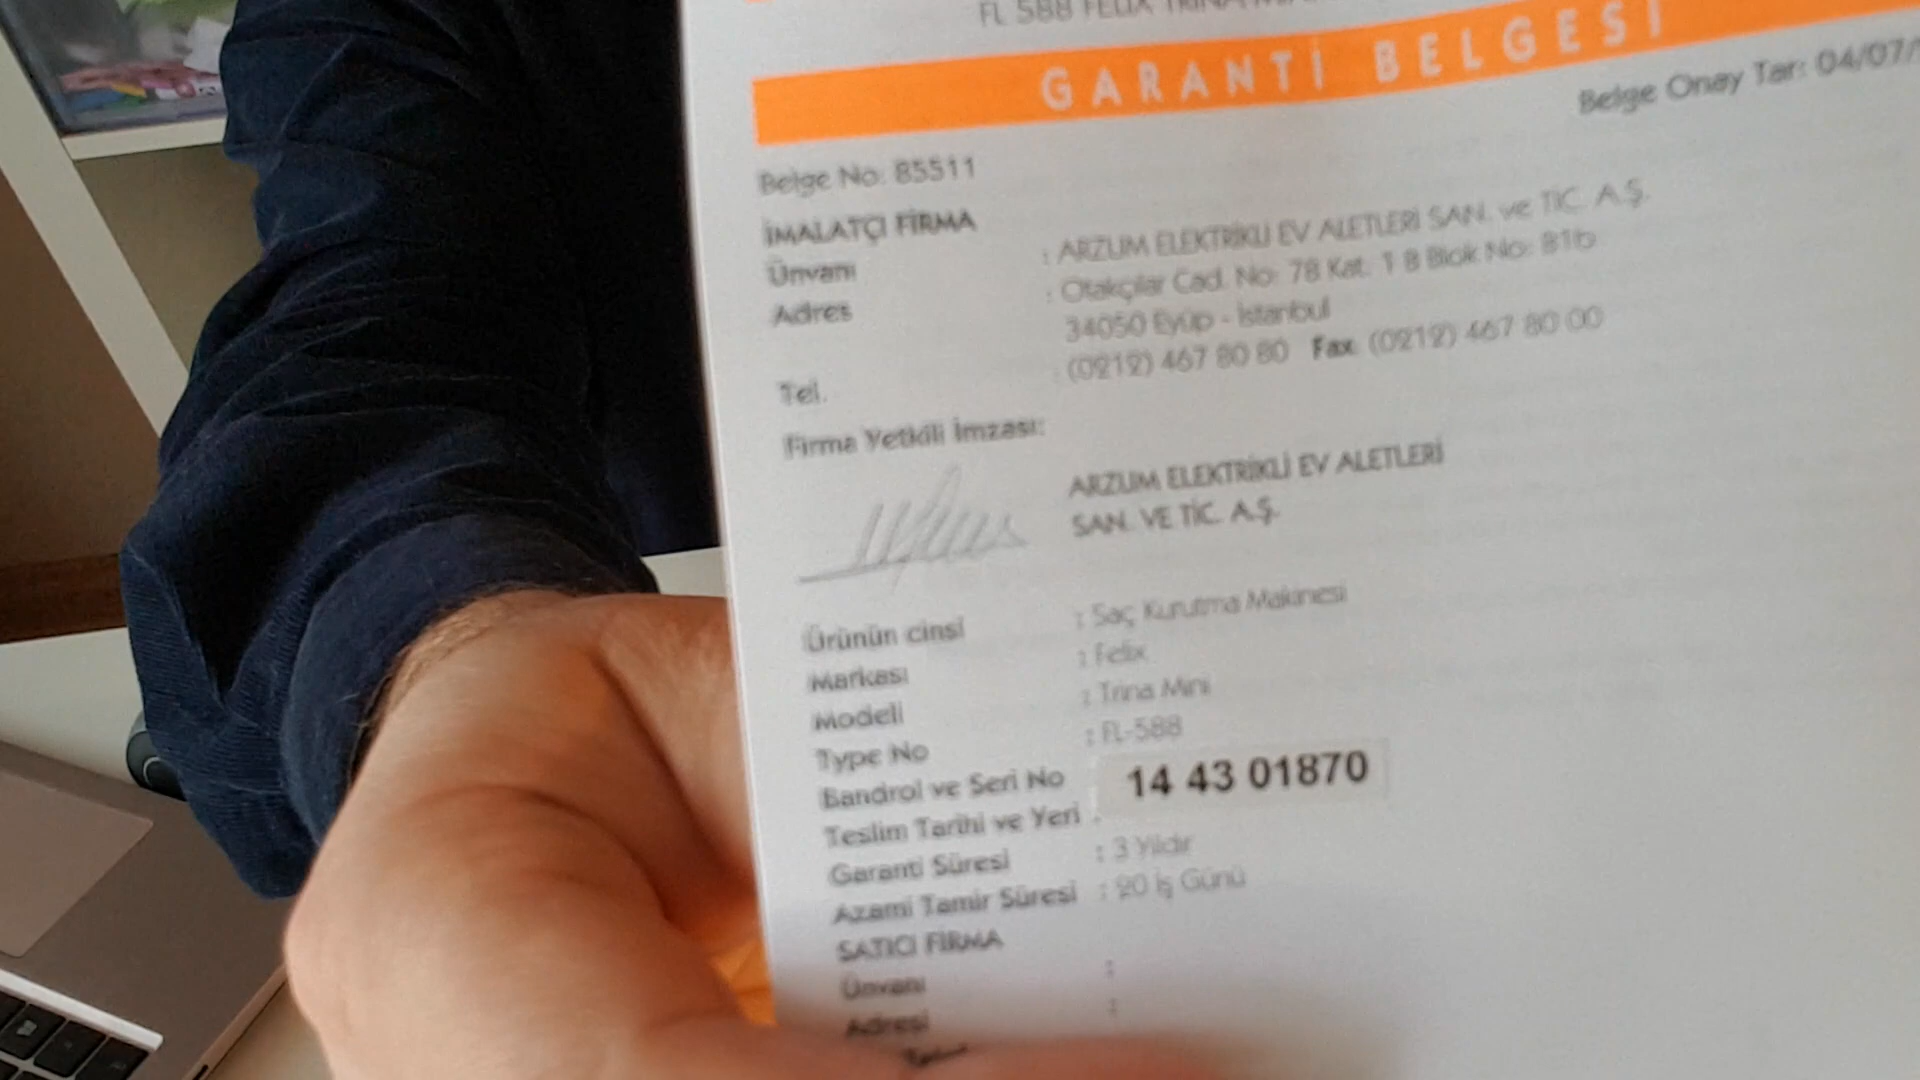 FL 588 FELIX TRINA
GARANTİ BELGESİ
Belge Onay Tar: 04/07/
Belge No: 85511
İMALATÇI FİRMA
Ünvanı : ARZUM ELEKTRİKLİ EV ALETLERİ SAN. ve TİC. A.Ş.
Adres : Otakçılar Cad. No: 78 Kat: 1 B Blok No: B1b
34050 Eyüp - İstanbul
Tel. : (0212) 467 80 80 Fax: (0212) 467 80 00
Firma Yetkili İmzası:
ARZUM ELEKTRİKLİ EV ALETLERİ
SAN. VE TİC. A.Ş.
Ürünün cinsi : Saç Kurutma Makinesi
Markası : Felix
Modeli : Trina Mini
Type No : FL-588
Bandrol ve Seri No 14 43 01870
Teslim Tarihi ve Yeri :
Garanti Süresi : 3 Yıldır
Azami Tamir Süresi : 20 İş Günü
SATICI FİRMA
Ünvanı :
Adresi :